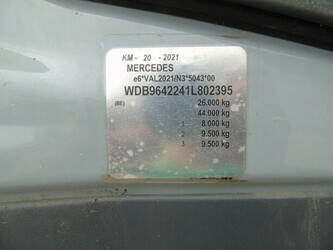 KM- 20 - 2021
MERCEDES
e6*VAL2021/N3*5043*00
WDB9642241L802395
(BE) 26.000 kg
44.000 kg
1 8.000 kg
2 9.500 kg
3 9.500 kg